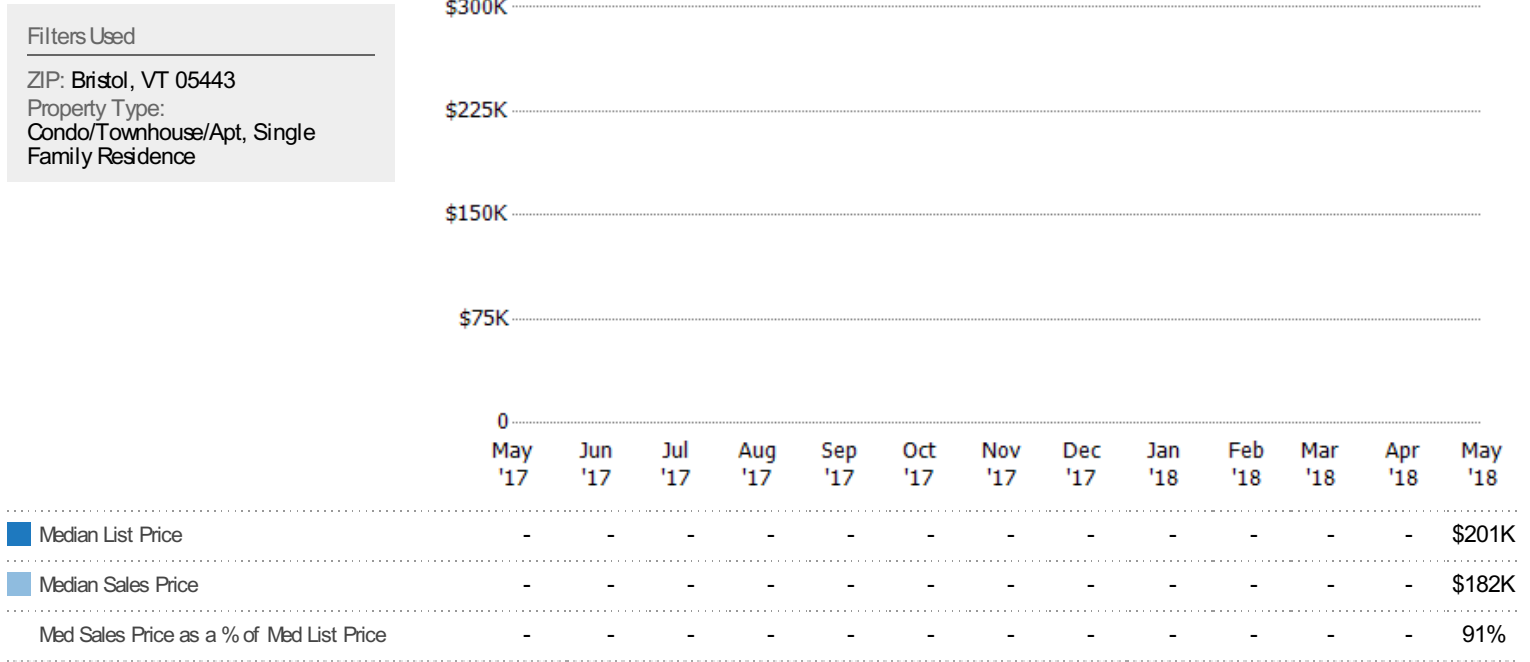 Filters Used
ZIP: Bristol, VT 05443
Property Type:
Condo/Townhouse/Apt, Single
Family Residence
$300K
$225K
$150K
$75K
0
May Jun Jul Aug Sep Oct Nov Dec Jan Feb Mar Apr May
'17 '17 '17 '17 '17 '17 '17 '17 '18 '18 '18 '18 '18
Median List Price - - - - - - - - - - - - $201K
Median Sales Price - - - - - - - - - - - - $182K
Med Sales Price as a % of Med List Price - - - - - - - - - - - - 91%